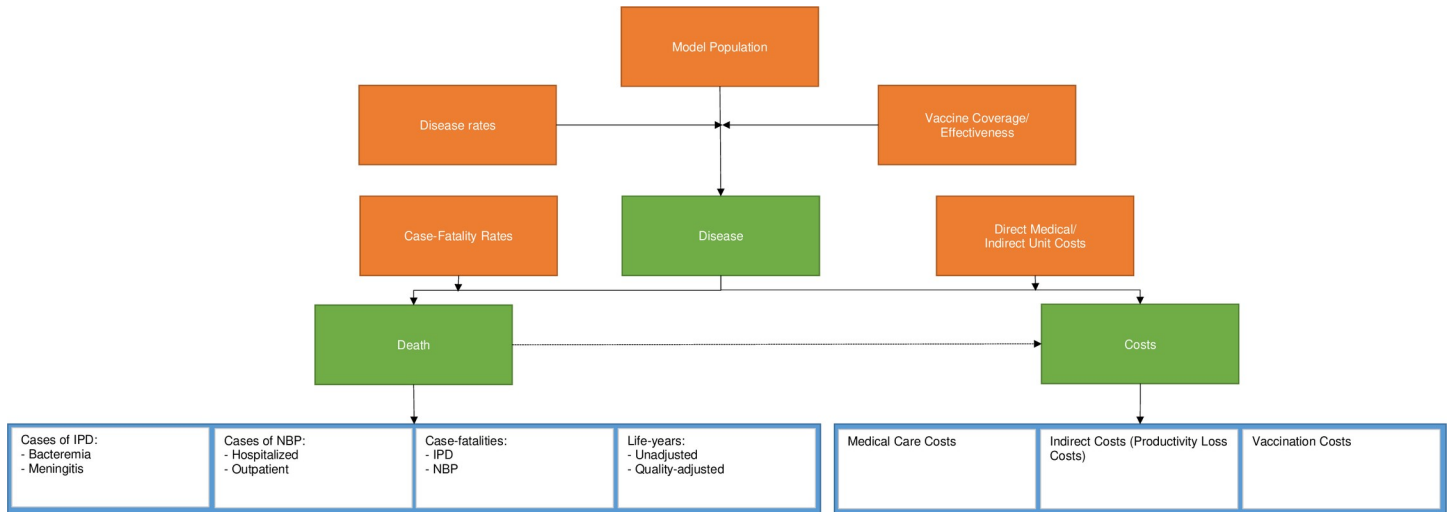 Model Population
Disease rates
Vaccine Coverage/
Effectiveness
Case-Fatality Rates
Disease
Direct Medical/
Indirect Unit Costs
Death
Costs
Cases of IPD:
- Bacteremia
- Meningitis
Cases of NBP:
- Hospitalized
- Outpatient
Case-fatalities:
- IPD
- NBP
Life-years:
- Unadjusted
- Quality-adjusted
Medical Care Costs
Indirect Costs (Productivity Loss
Costs)
Vaccination Costs